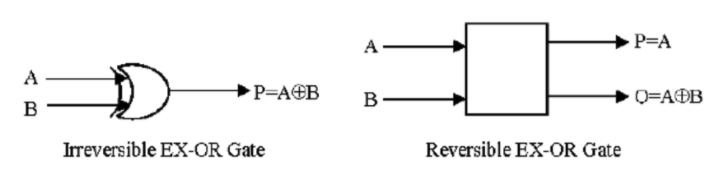 A
B
P=A⊕B
Irreversible EX-OR Gate
A
B
P=A
Q=A⊕B
Reversible EX-OR Gate